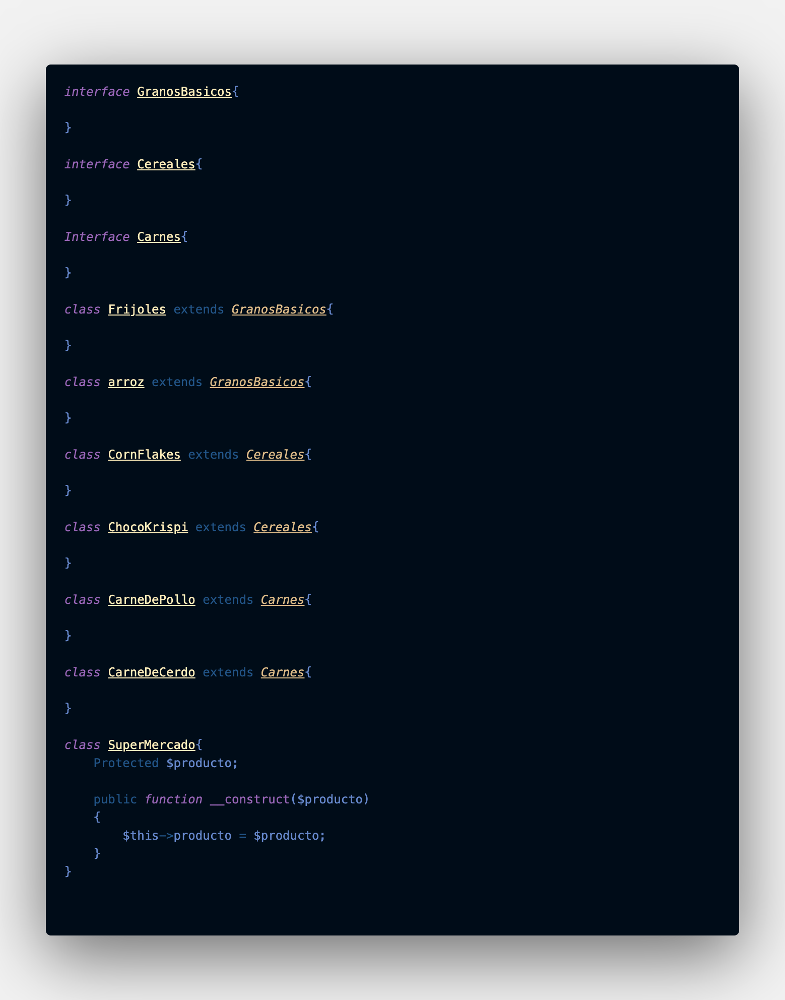 interface GranosBasicos{
}
interface Cereales{
}
Interface Carnes{
}
class Frijoles extends GranosBasicos{
}
class arroz extends GranosBasicos{
}
class CornFlakes extends Cereales{
}
class ChocoKrispi extends Cereales{
}
class CarneDePollo extends Carnes{
}
class CarneDeCerdo extends Carnes{
}
class SuperMercado{
    Protected $producto;
    public function __construct($producto)
    {
        $this->producto = $producto;
    }
}